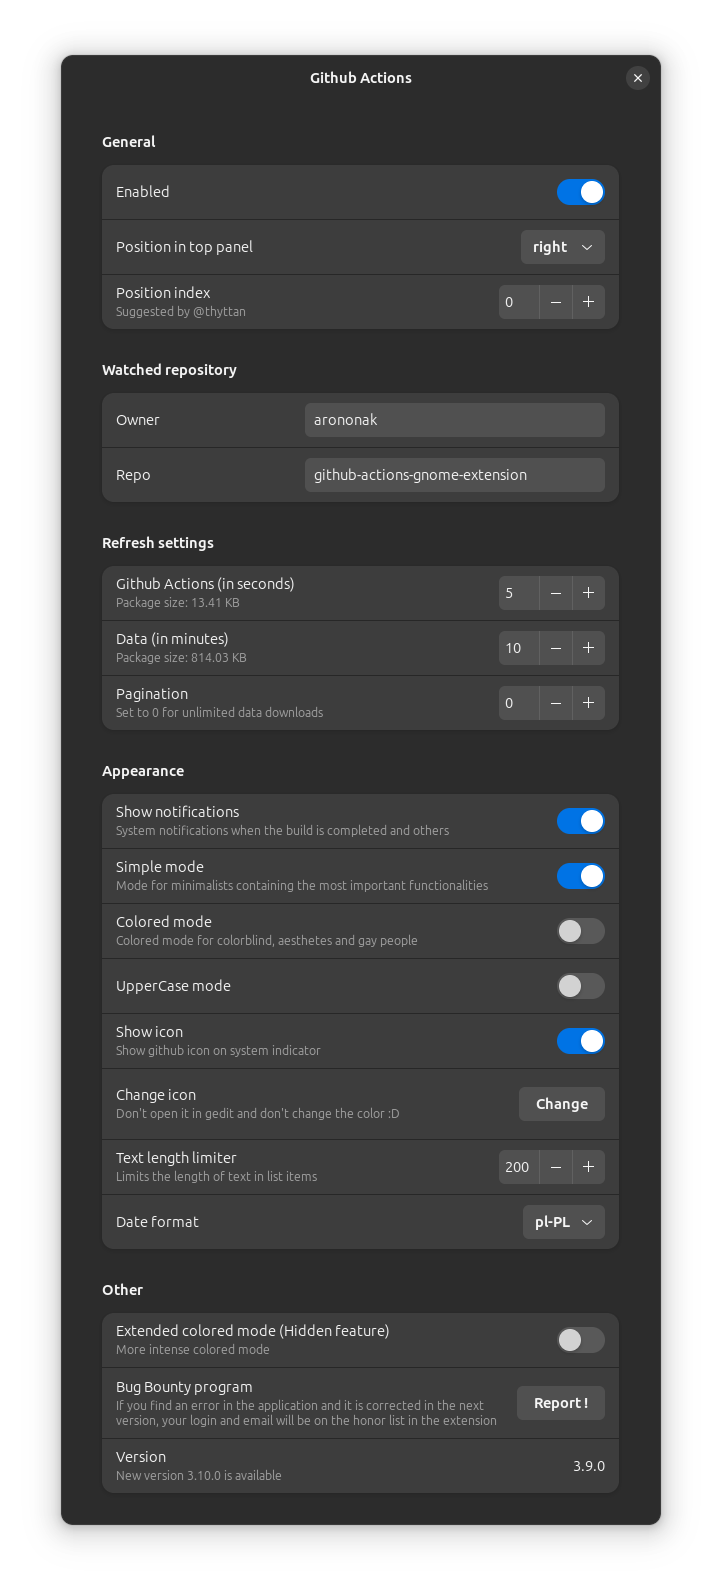 Github Actions
General
Enabled
Position in top panel
right
Position index
Suggested by @thyttan
0
Watched repository
Owner
arononak
Repo
github-actions-gnome-extension
Refresh settings
Github Actions (in seconds)
Package size: 13.41 KB
5
Data (in minutes)
Package size: 814.03 KB
10
Pagination
Set to 0 for unlimited data downloads
0
Appearance
Show notifications
System notifications when the build is completed and others
Simple mode
Mode for minimalists containing the most important functionalities
Colored mode
Colored mode for colorblind, aesthetes and gay people
UpperCase mode
Show icon
Show github icon on system indicator
Change icon
Don't open it in gedit and don't change the color :D
Change
Text length limiter
Limits the length of text in list items
200
Date format
pl-PL
Other
Extended colored mode (Hidden feature)
More intense colored mode
Bug Bounty program
If you find an error in the application and it is corrected in the next
version, your login and email will be on the honor list in the extension
Report !
Version
New version 3.10.0 is available
3.9.0